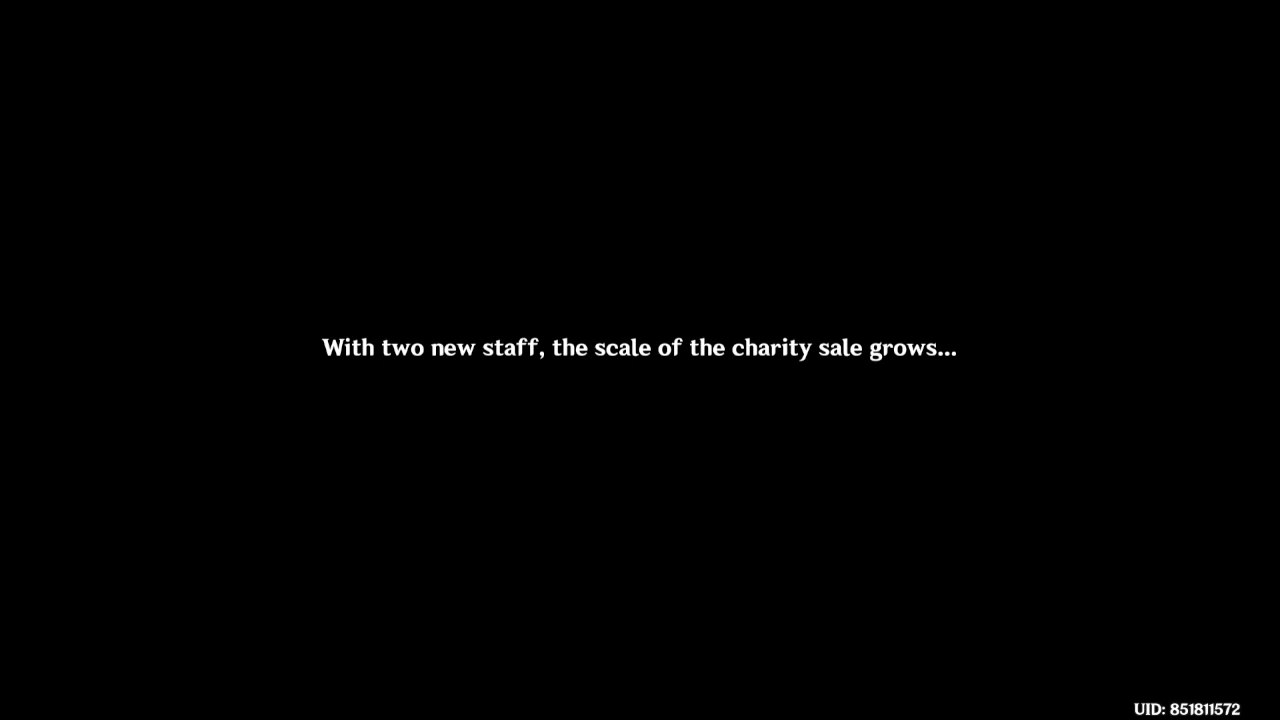 With two new staff, the scale of the charity sale grows...
UID: 851811572